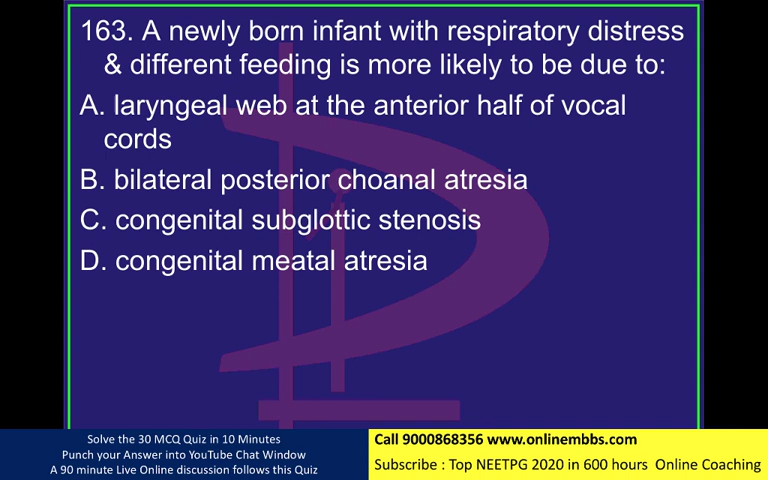 163. A newly born infant with respiratory distress
& different feeding is more likely to be due to:
A. laryngeal web at the anterior half of vocal
cords
B. bilateral posterior choanal atresia
C. congenital subglottic stenosis
D. congenital meatal atresia
Solve the 30 MCQ Quiz in 10 Minutes
Punch your Answer into YouTube Chat Window
A 90 minute Live Online discussion follows this Quiz
Call 9000868356 www.onlinembbs.com
Subscribe : Top NEETPG 2020 in 600 hours Online Coaching